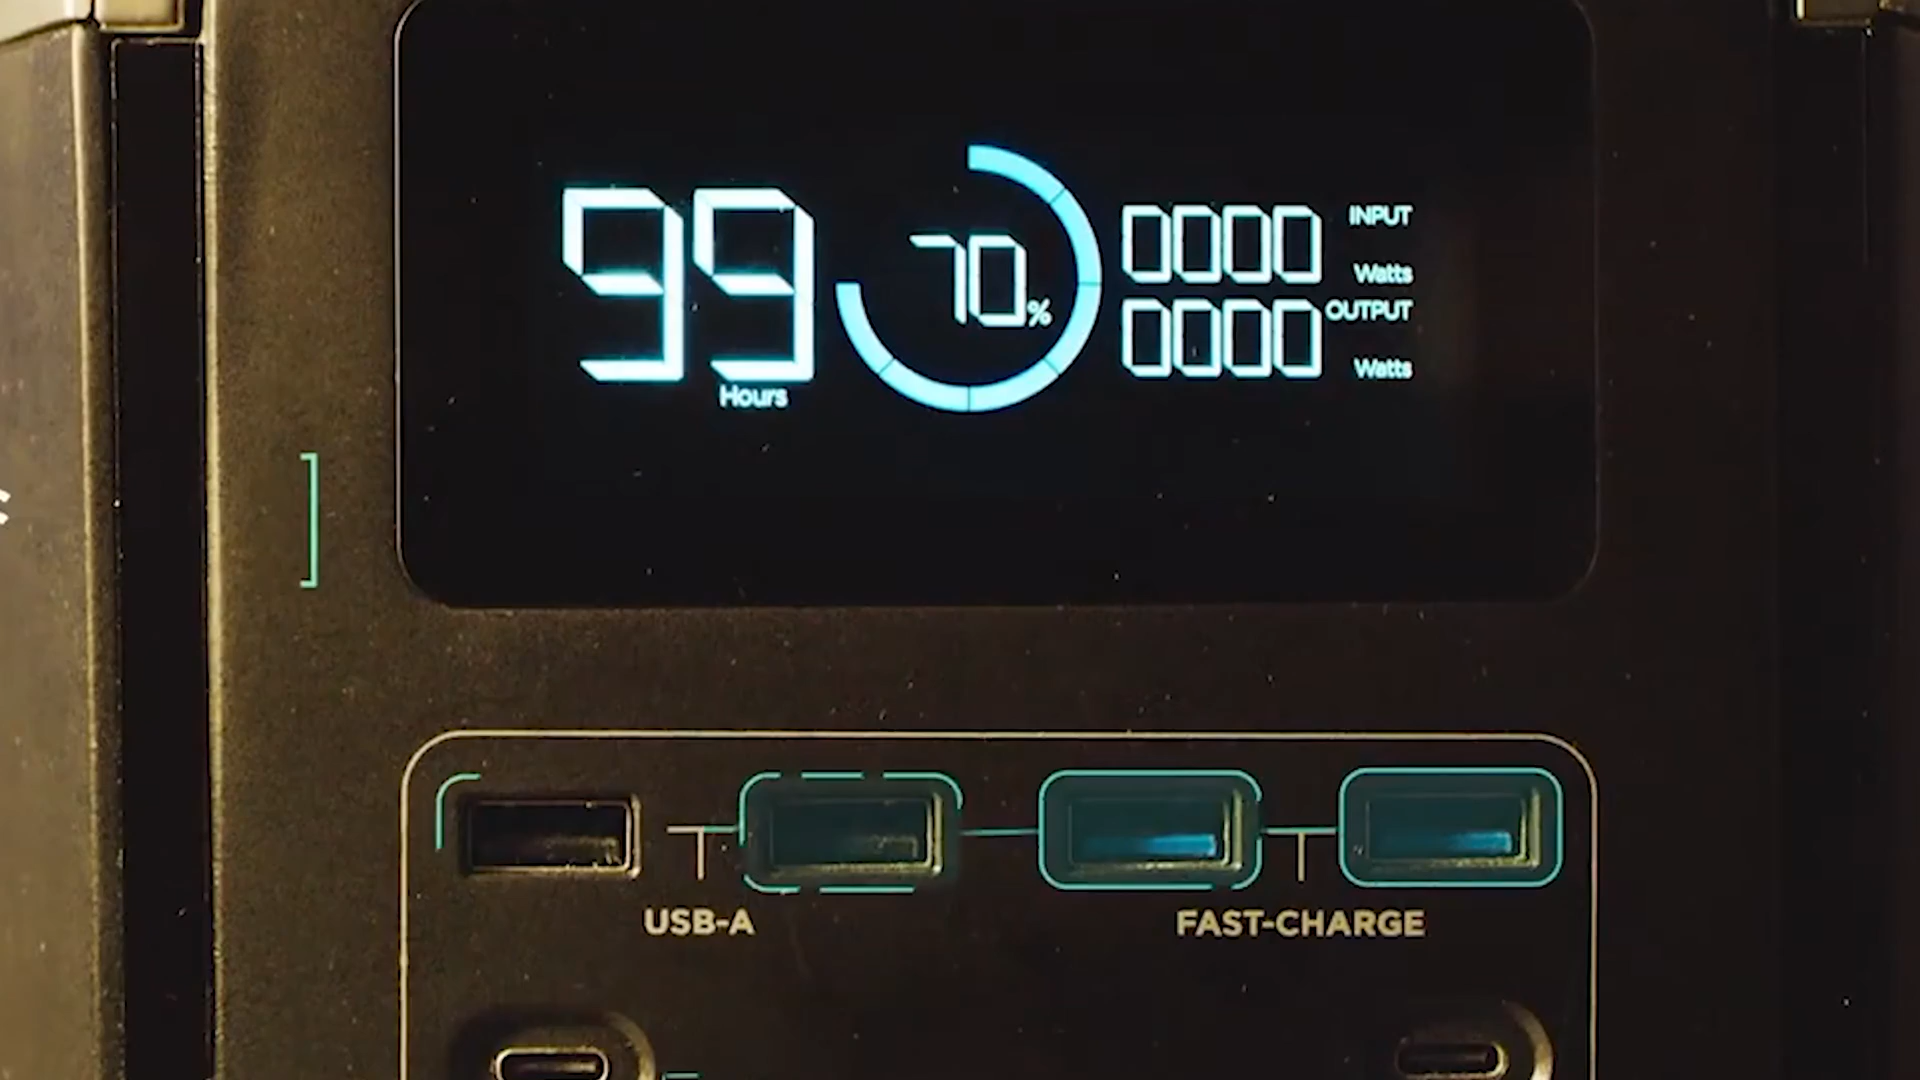 99
Hours
70%
0000 INPUT
Watts
0000 OUTPUT
Watts
USB-A
FAST-CHARGE